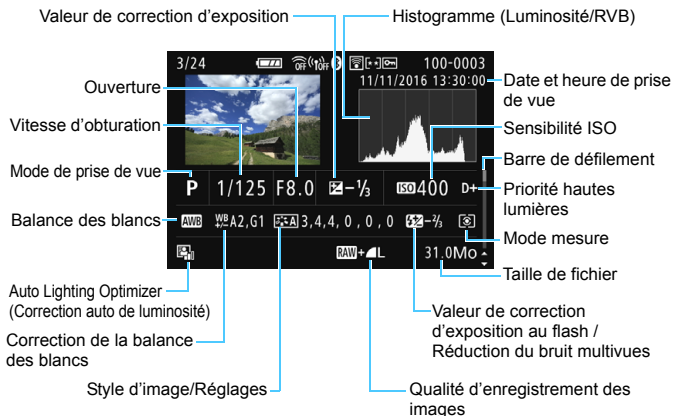 Valeur de correction d'exposition
Histogramme (Luminosité/RVB)
3/24
OFF
OFF
100-0003
11/11/2016 13:30:00
Date et heure de prise
de vue
Ouverture
Vitesse d'obturation
Sensibilité ISO
Barre de défilement
Mode de prise de vue
P 1/125 F8.0 -1/3 ISO 400 D+
Priorité hautes
lumières
Balance des blancs
AWB WB +/- A2,G1 A 3,4,4,0,0,0 -2/3
Mode mesure
RAW+ L 31.0Mo
Taille de fichier
Auto Lighting Optimizer
(Correction auto de luminosité)
Valeur de correction
d'exposition au flash /
Réduction du bruit multivues
Correction de la balance
des blancs
Style d'image/Réglages
Qualité d'enregistrement des
images